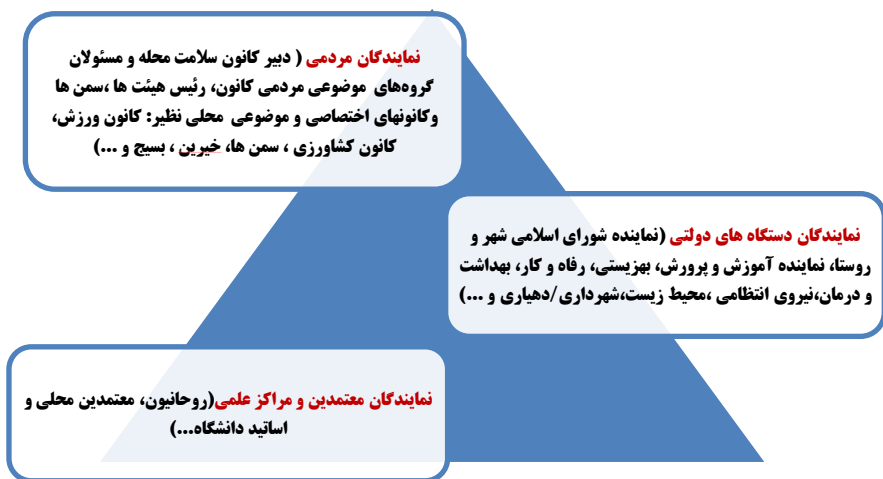 نمایندگان مردمی ( دبیر کانون سلامت محله و مسئولان
گروه‌های موضوعی مردمی کانون، رئیس هیئت ها ،سمن ها
وکانونهای اختصاصی و موضوعی محلی نظیر: کانون ورزش،
کانون کشاورزی ، سمن ها، خیرین ، بسیج و ...)
نمایندگان دستگاه های دولتی (نماینده شورای اسلامی شهر و
روستا، نماینده آموزش و پرورش، بهزیستی، رفاه و کار، بهداشت
و درمان،نیروی انتظامی ،محیط زیست،شهرداری/دهیاری و ...)
نمایندگان معتمدین و مراکز علمی(روحانیون، معتمدین محلی و
اساتید دانشگاه...)